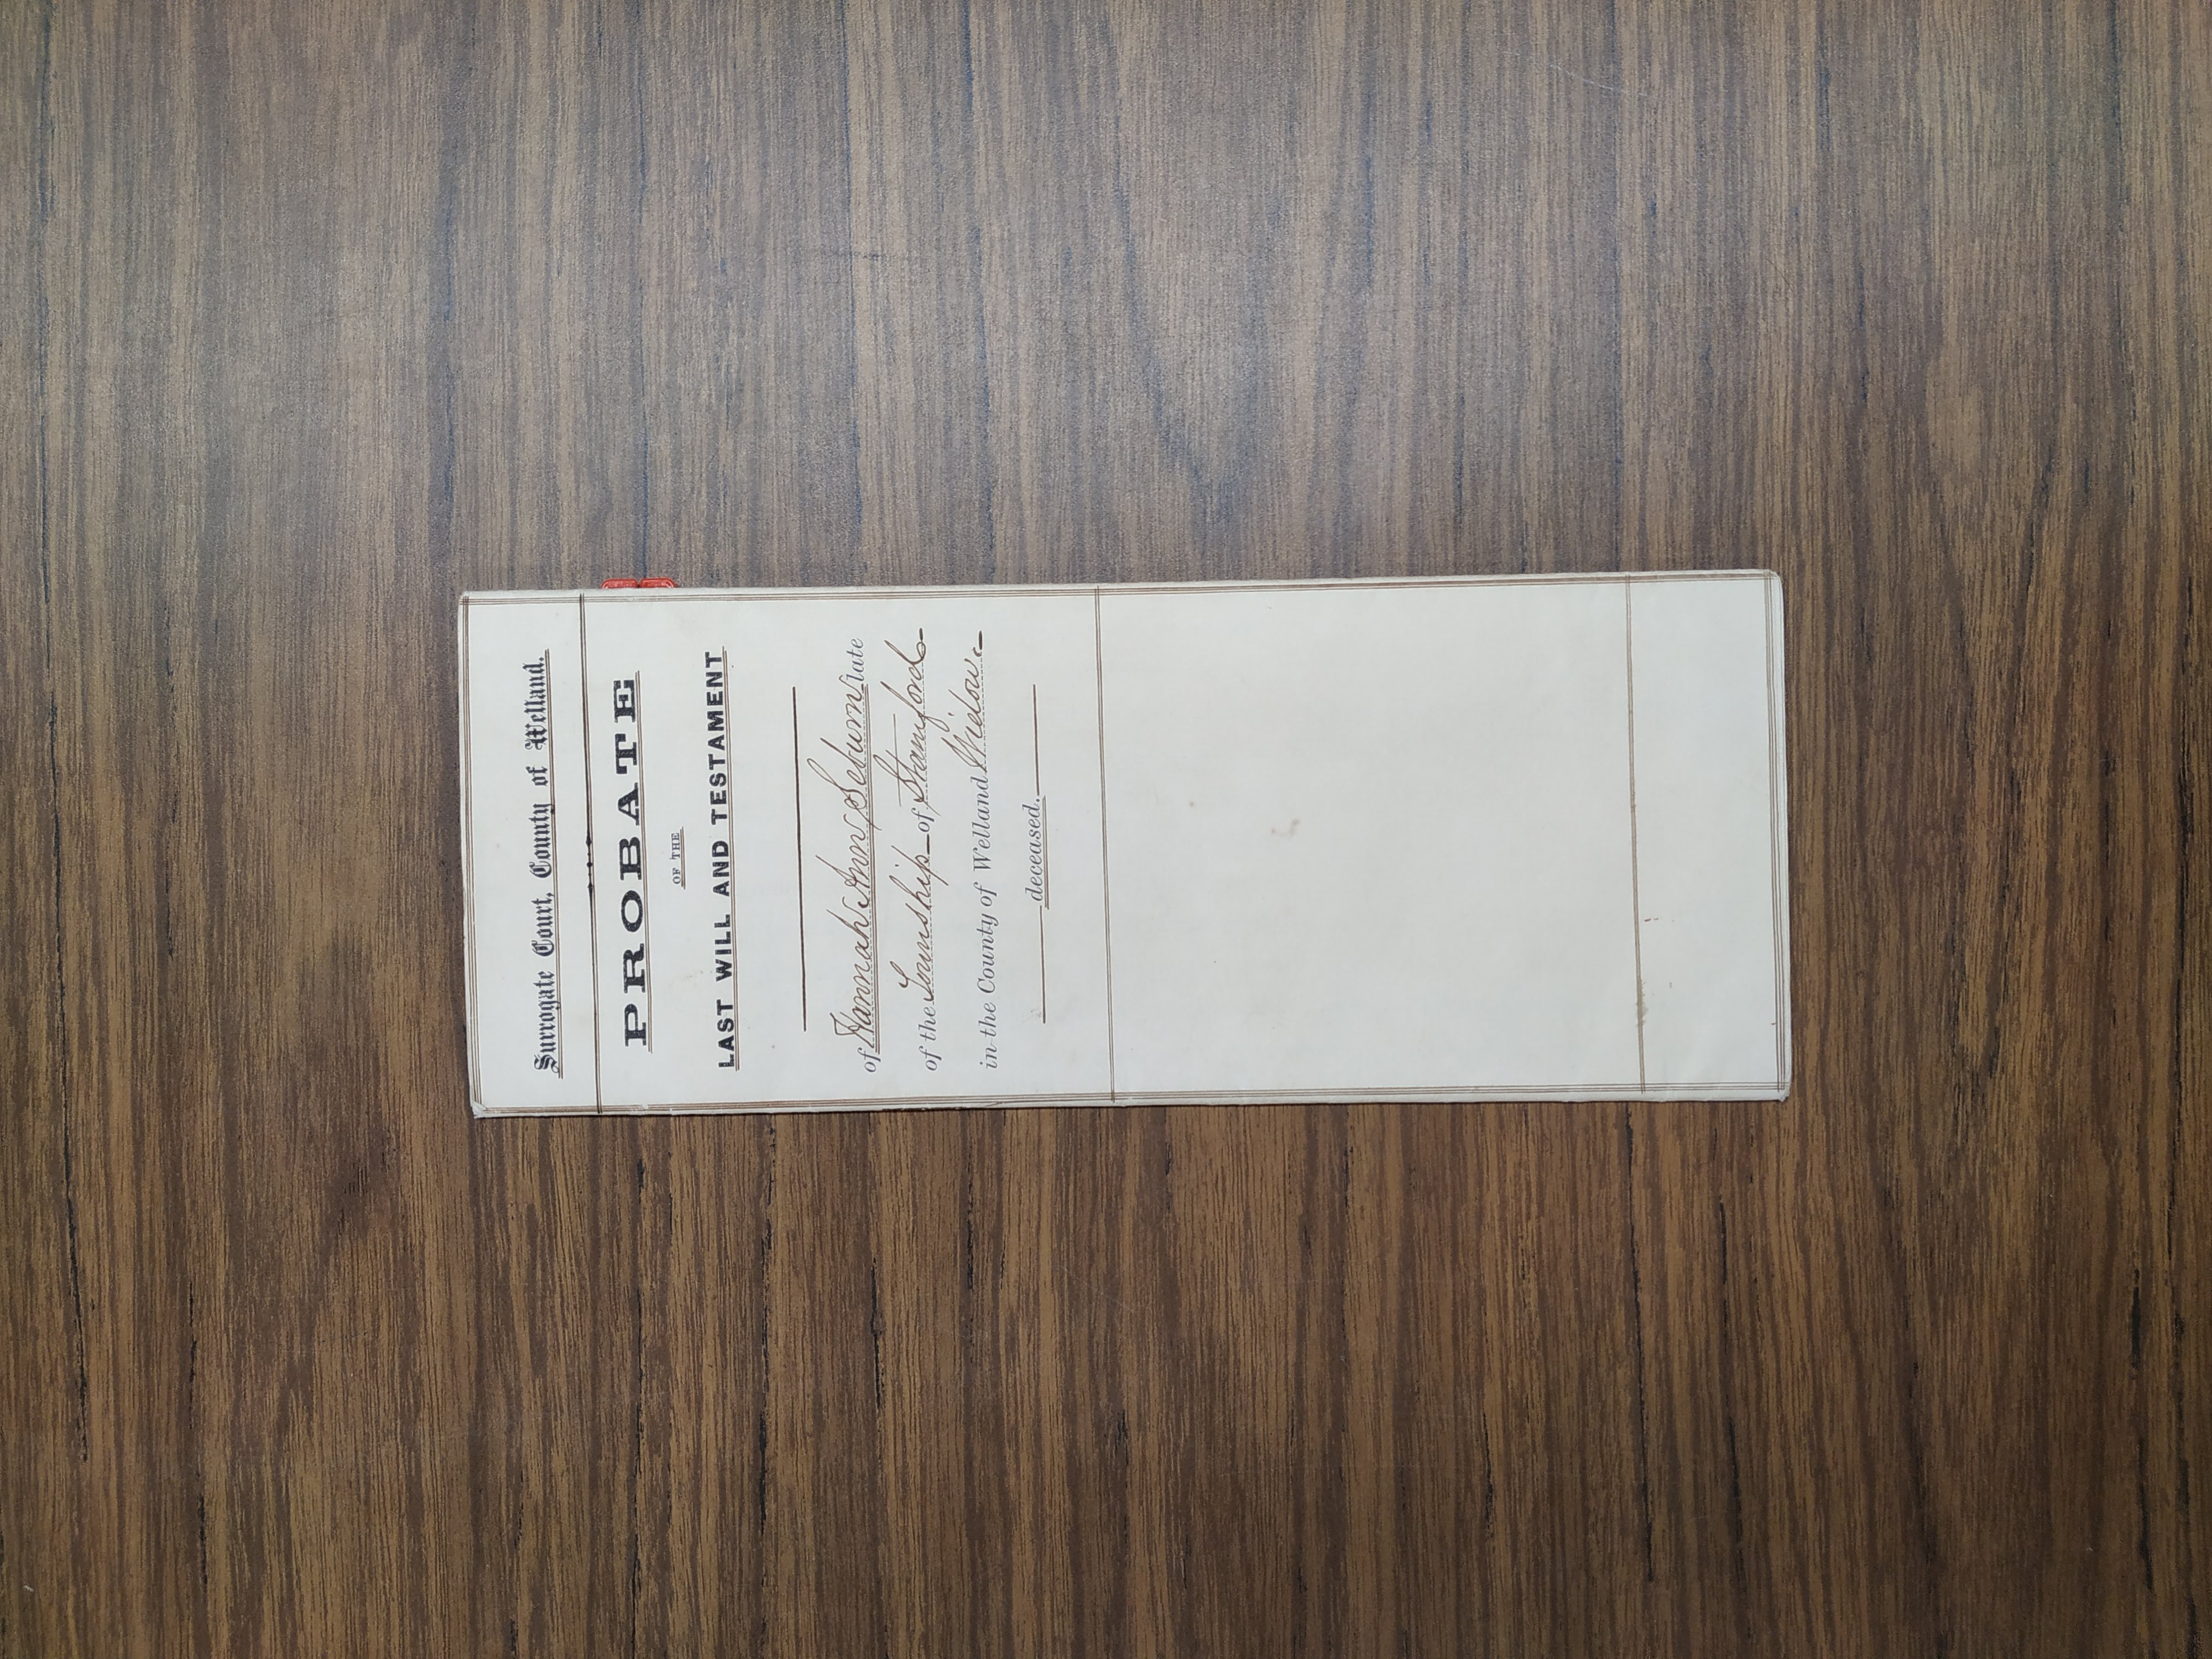 Surrogate Court, County of Welland.
PROBATE
OF THE
LAST WILL AND TESTAMENT
of Hannah Ann Seburn late
of the Township of Stamford
in the County of Welland Widow.
deceased.